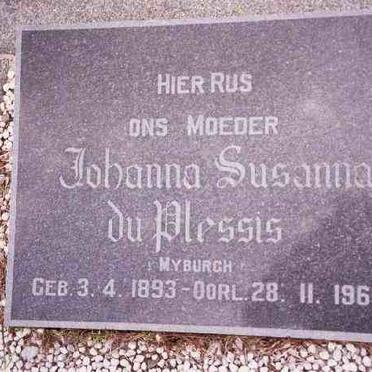 HIER RUS
ONS MOEDER
Johanna Susanna
du Plessis
(MYBURGH)
GEB. 3. 4. 1893 - OORL. 28. 11. 196